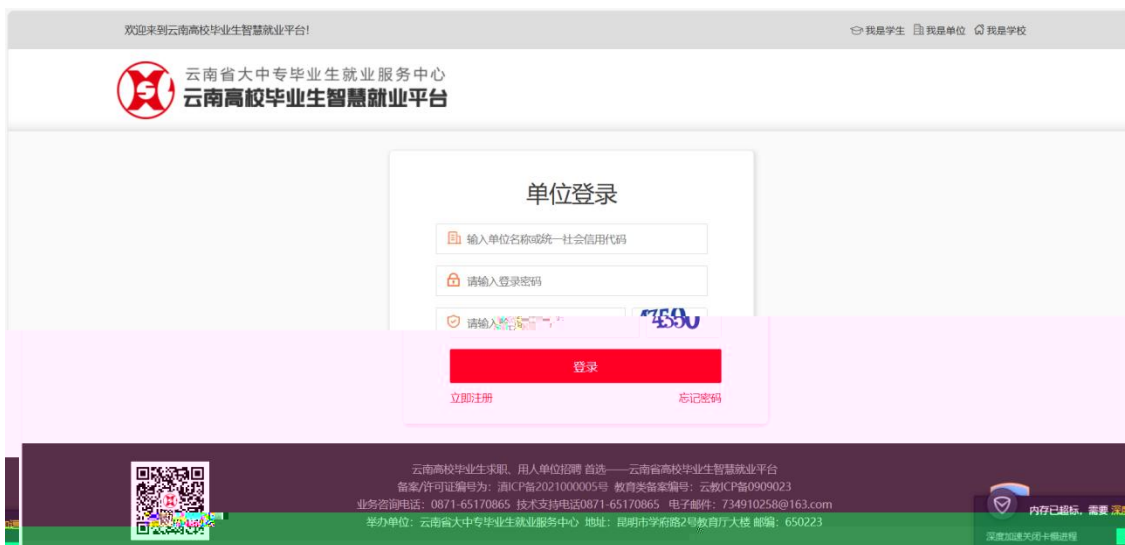 欢迎来到云南高校毕业生智慧就业平台!
我是学生 我是单位 我是学校
云南省大中专毕业生就业服务中心
云南高校毕业生智慧就业平台
单位登录
输入单位名称或统一社会信用代码
请输入登录密码
请输入
登录
立即注册 忘记密码
云南高校毕业生求职、用人单位招聘 首选——云南省高校毕业生智慧就业平台
备案/许可证编号为：滇ICP备2021000005号 教育类备案编号：云教ICP备0909023
业务咨询电话：0871-65170865 技术支持电话0871-65170865 电子邮件：734910258@163.com
举办单位：云南省大中专毕业生就业服务中心 地址：昆明市学府路2号教育厅大楼 邮编：650223
内存已超标，需要
深度加速关闭卡慢进程